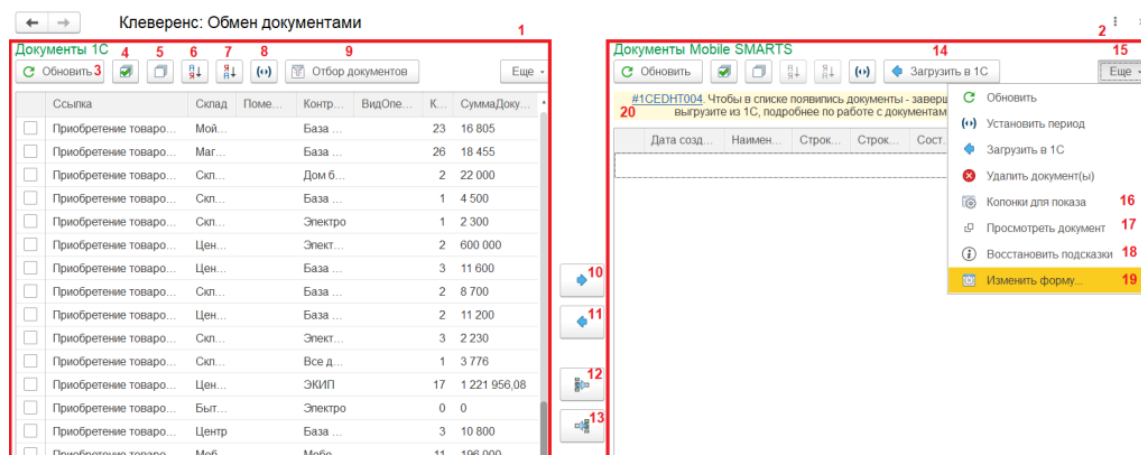 Клеверенс: Обмен документами
1
2
Документы 1С 4 5 6 7 8 9
Обновить 3 Отбор документов Еще
Ссылка Склад Поме... Контр... ВидОпе... К... СуммаДоку...
Приобретение товаро... Мой... База ... 23 16 805
Приобретение товаро... Маг... База ... 26 18 455
Приобретение товаро... Скл... Дом б... 2 22 000
Приобретение товаро... Скл... База ... 1 4 500
Приобретение товаро... Скл... Электро 1 2 300
Приобретение товаро... Цен... Элект... 2 600 000
Приобретение товаро... Цен... База ... 3 11 600
Приобретение товаро... Скл... База ... 2 8 700
Приобретение товаро... Цен... База ... 2 11 200
Приобретение товаро... Скл... Элект... 3 2 230
Приобретение товаро... Скл... Все д... 1 3 776
Приобретение товаро... Цен... ЭКИП 17 1 221 956,08
Приобретение товаро... Быт... Электро 0 0
Приобретение товаро... Центр База ... 3 10 800
Приобретение товаро... Меб... Мебе... 11 196 000
10
11
12
13
Документы Mobile SMARTS 14 15
Обновить Загрузить в 1С Еще
#1CEDHT004. Чтобы в списке появились документы - заверш
20 выгрузите из 1С, подробнее по работе с документам
Дата созд... Наимен... Строк... Строк... Сост...
Обновить
Установить период
Загрузить в 1С
Удалить документ(ы)
Колонки для показа 16
Просмотреть документ 17
Восстановить подсказки 18
Изменить форму... 19